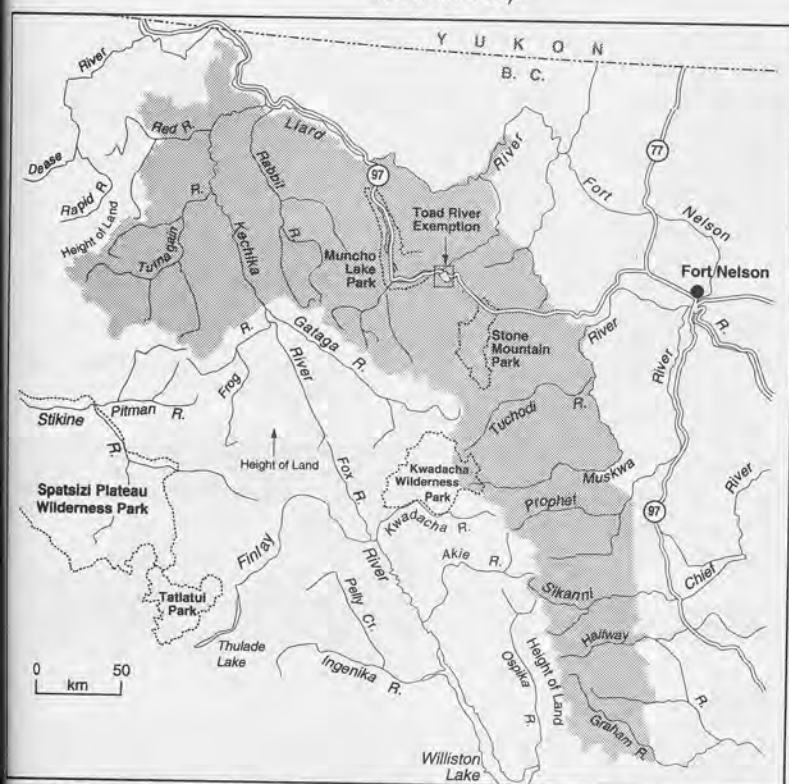 Y U K O N
B. C.
River
Liard
Red R.
97
77
River
Dease
Rapid R.
Height of Land
R.
Turnagain
Kechika
Rabbit
R.
Toad River
Exemption
Muncho
Lake
Park
Fort
Nelson
Fort Nelson
R.
Gataga
R.
River
Frog
R.
Stone
Mountain
Park
River
River
Stikine
Pitman R.
R.
Tuchodi R.
Height of Land
Fox R.
Kwadacha
Wilderness
Park
Muskwa
Prophet
97
River
Spatsizi Plateau
Wilderness Park
Kwadacha R.
Finlay
River
Akie R.
Sikanni
Chief
Tatlatui
Park
Pelly Cr.
Halfway
R.
Thulade
Lake
Ingenika R.
Ospika
R.
Height of Land
Graham R.
0 50
km
Williston
Lake